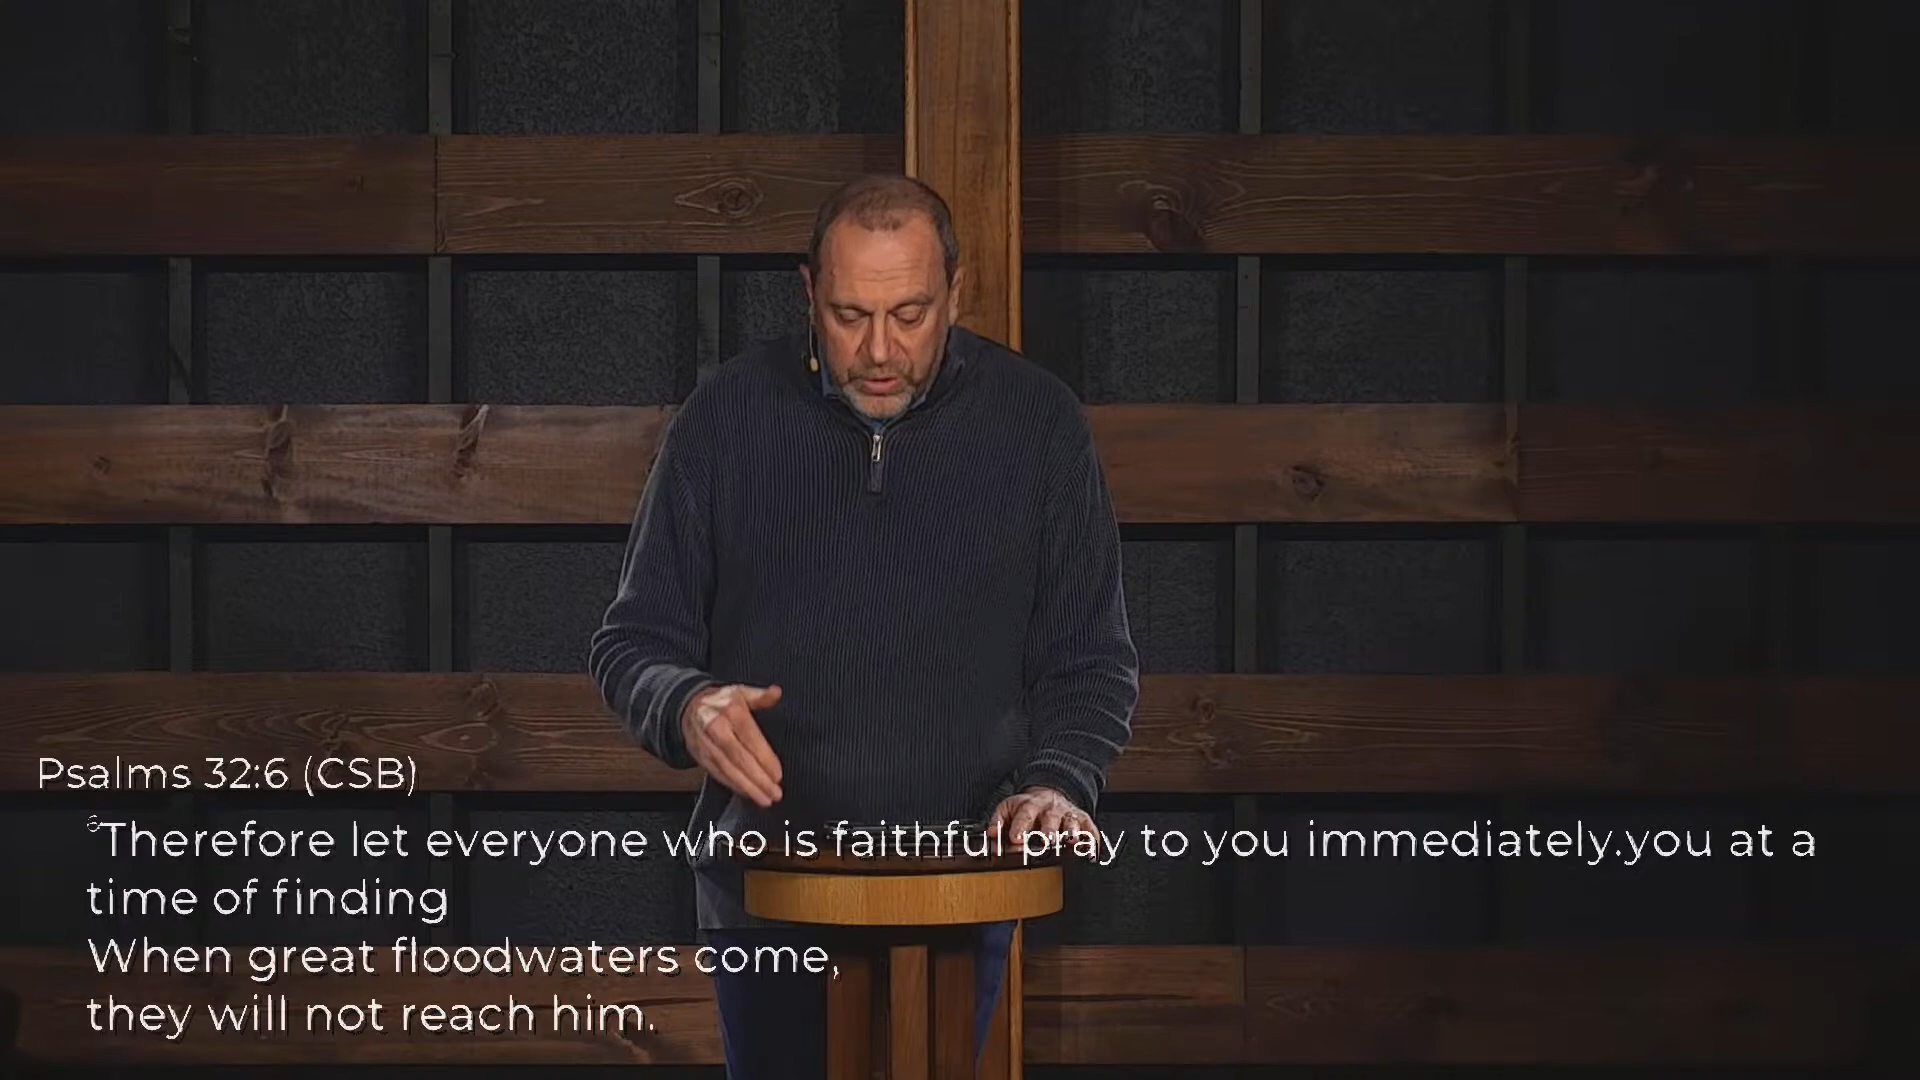 Psalms 32:6 (CSB)
6Therefore let everyone who is faithful pray to you immediately.you at a
time of finding
When great floodwaters come,
they will not reach him.